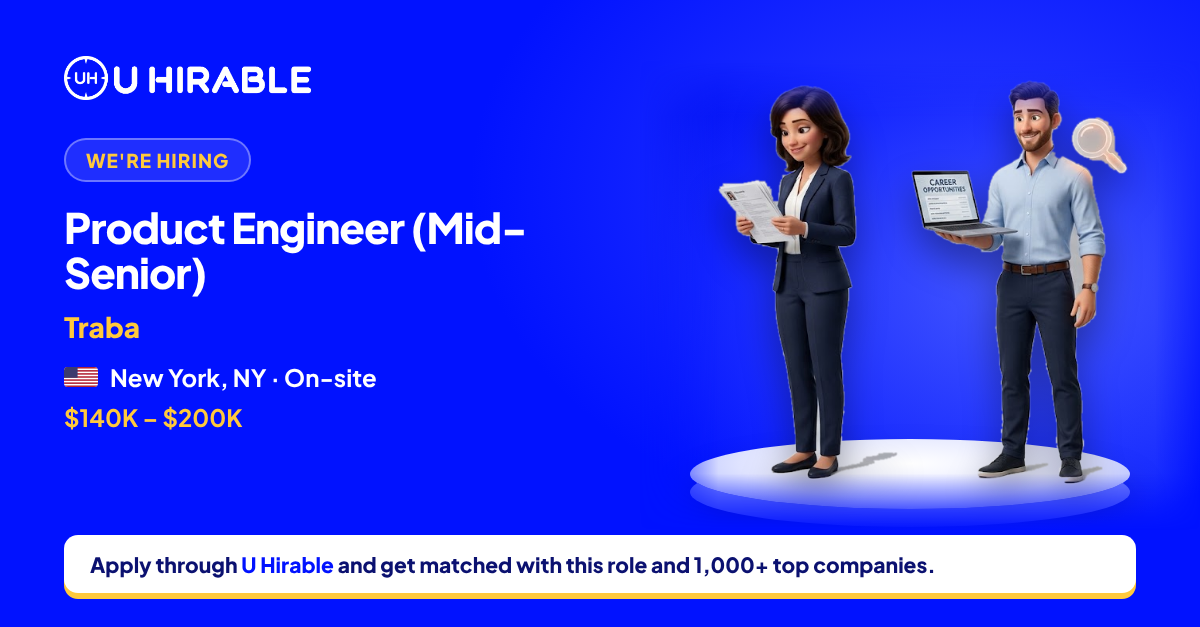 UH U HIRABLE
WE'RE HIRING
Product Engineer (Mid-
Senior)
Traba
New York, NY · On-site
$140K – $200K
CAREER
OPPORTUNITIES
Apply through U Hirable and get matched with this role and 1,000+ top companies.